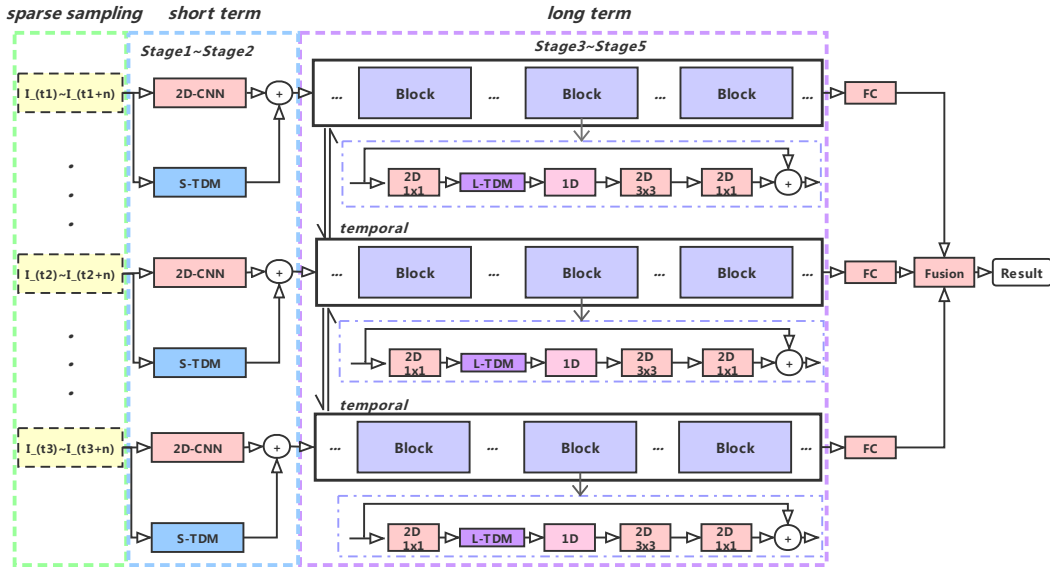 sparse sampling
short term
long term
Stage1~Stage2
Stage3~Stage5
I_(t1)~I_(t1+n)
2D-CNN
+
...
Block
...
Block
...
Block
...
FC
S-TDM
2D
1x1
L-TDM
1D
2D
3x3
2D
1x1
+
temporal
I_(t2)~I_(t2+n)
2D-CNN
+
...
Block
...
Block
...
Block
...
FC
Fusion
Result
S-TDM
2D
1x1
L-TDM
1D
2D
3x3
2D
1x1
+
temporal
I_(t3)~I_(t3+n)
2D-CNN
+
...
Block
...
Block
...
Block
...
FC
S-TDM
2D
1x1
L-TDM
1D
2D
3x3
2D
1x1
+